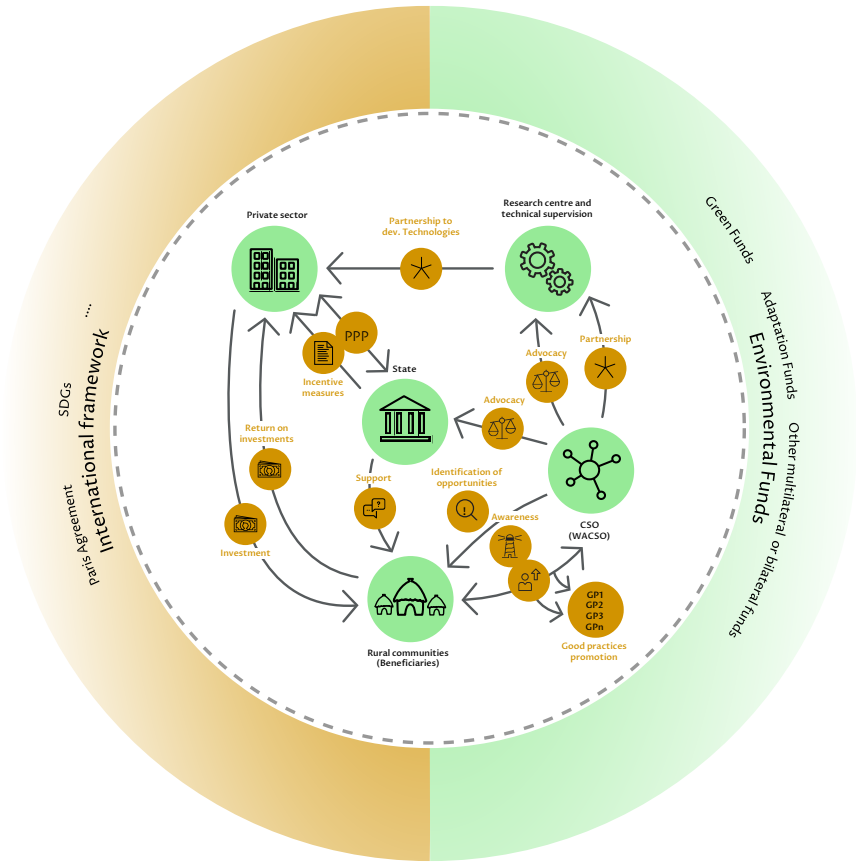 Private sector
Research centre and
technical supervision
Partnership to
dev. Technologies
Green Funds
Adaptation Funds
Environmental Funds
Other multilateral or bilateral funds
....
International framework
SDGs
Paris Agreement
PPP
Incentive
measures
State
Advocacy
Partnership
Advocacy
Return on
investments
Support
Identification of
opportunities
Awareness
Investment
CSO
(WACSO)
GP1
GP2
GP3
GPn
Good practices
promotion
Rural communities
(Beneficiaries)